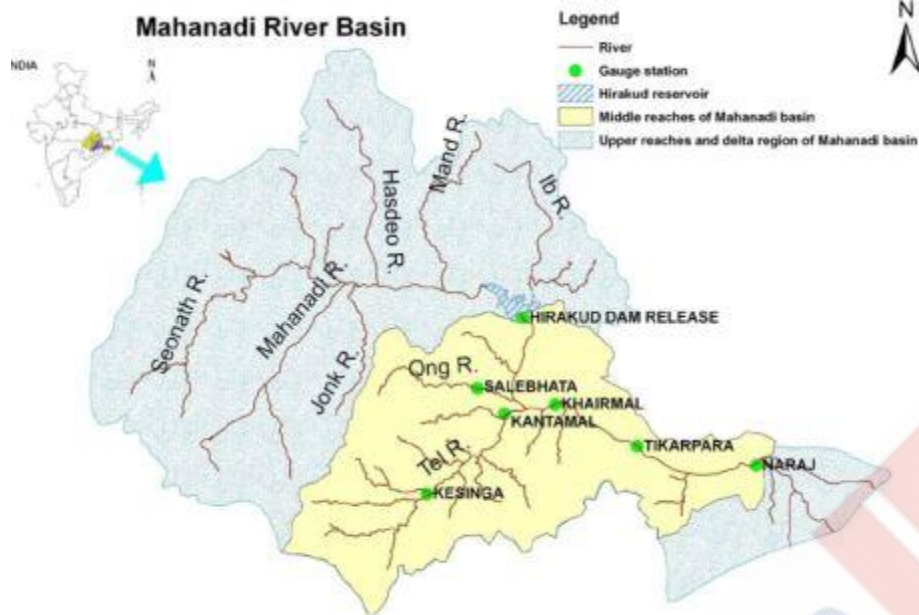 Mahanadi River Basin
NDIA
N
Legend
River
Gauge station
Hirakud reservoir
Middle reaches of Mahanadi basin
Upper reaches and delta region of Mahanadi basin
N
Seonath R.
Mahanadi R.
Hasdeo R.
Mand R.
Ib R.
Jonk R.
HIRAKUD DAM RELEASE
Ong R.
SALEBHATA
KHAIRMAL
KANTAMAL
Tel R.
TIKARPARA
NARAJ
KESINGA